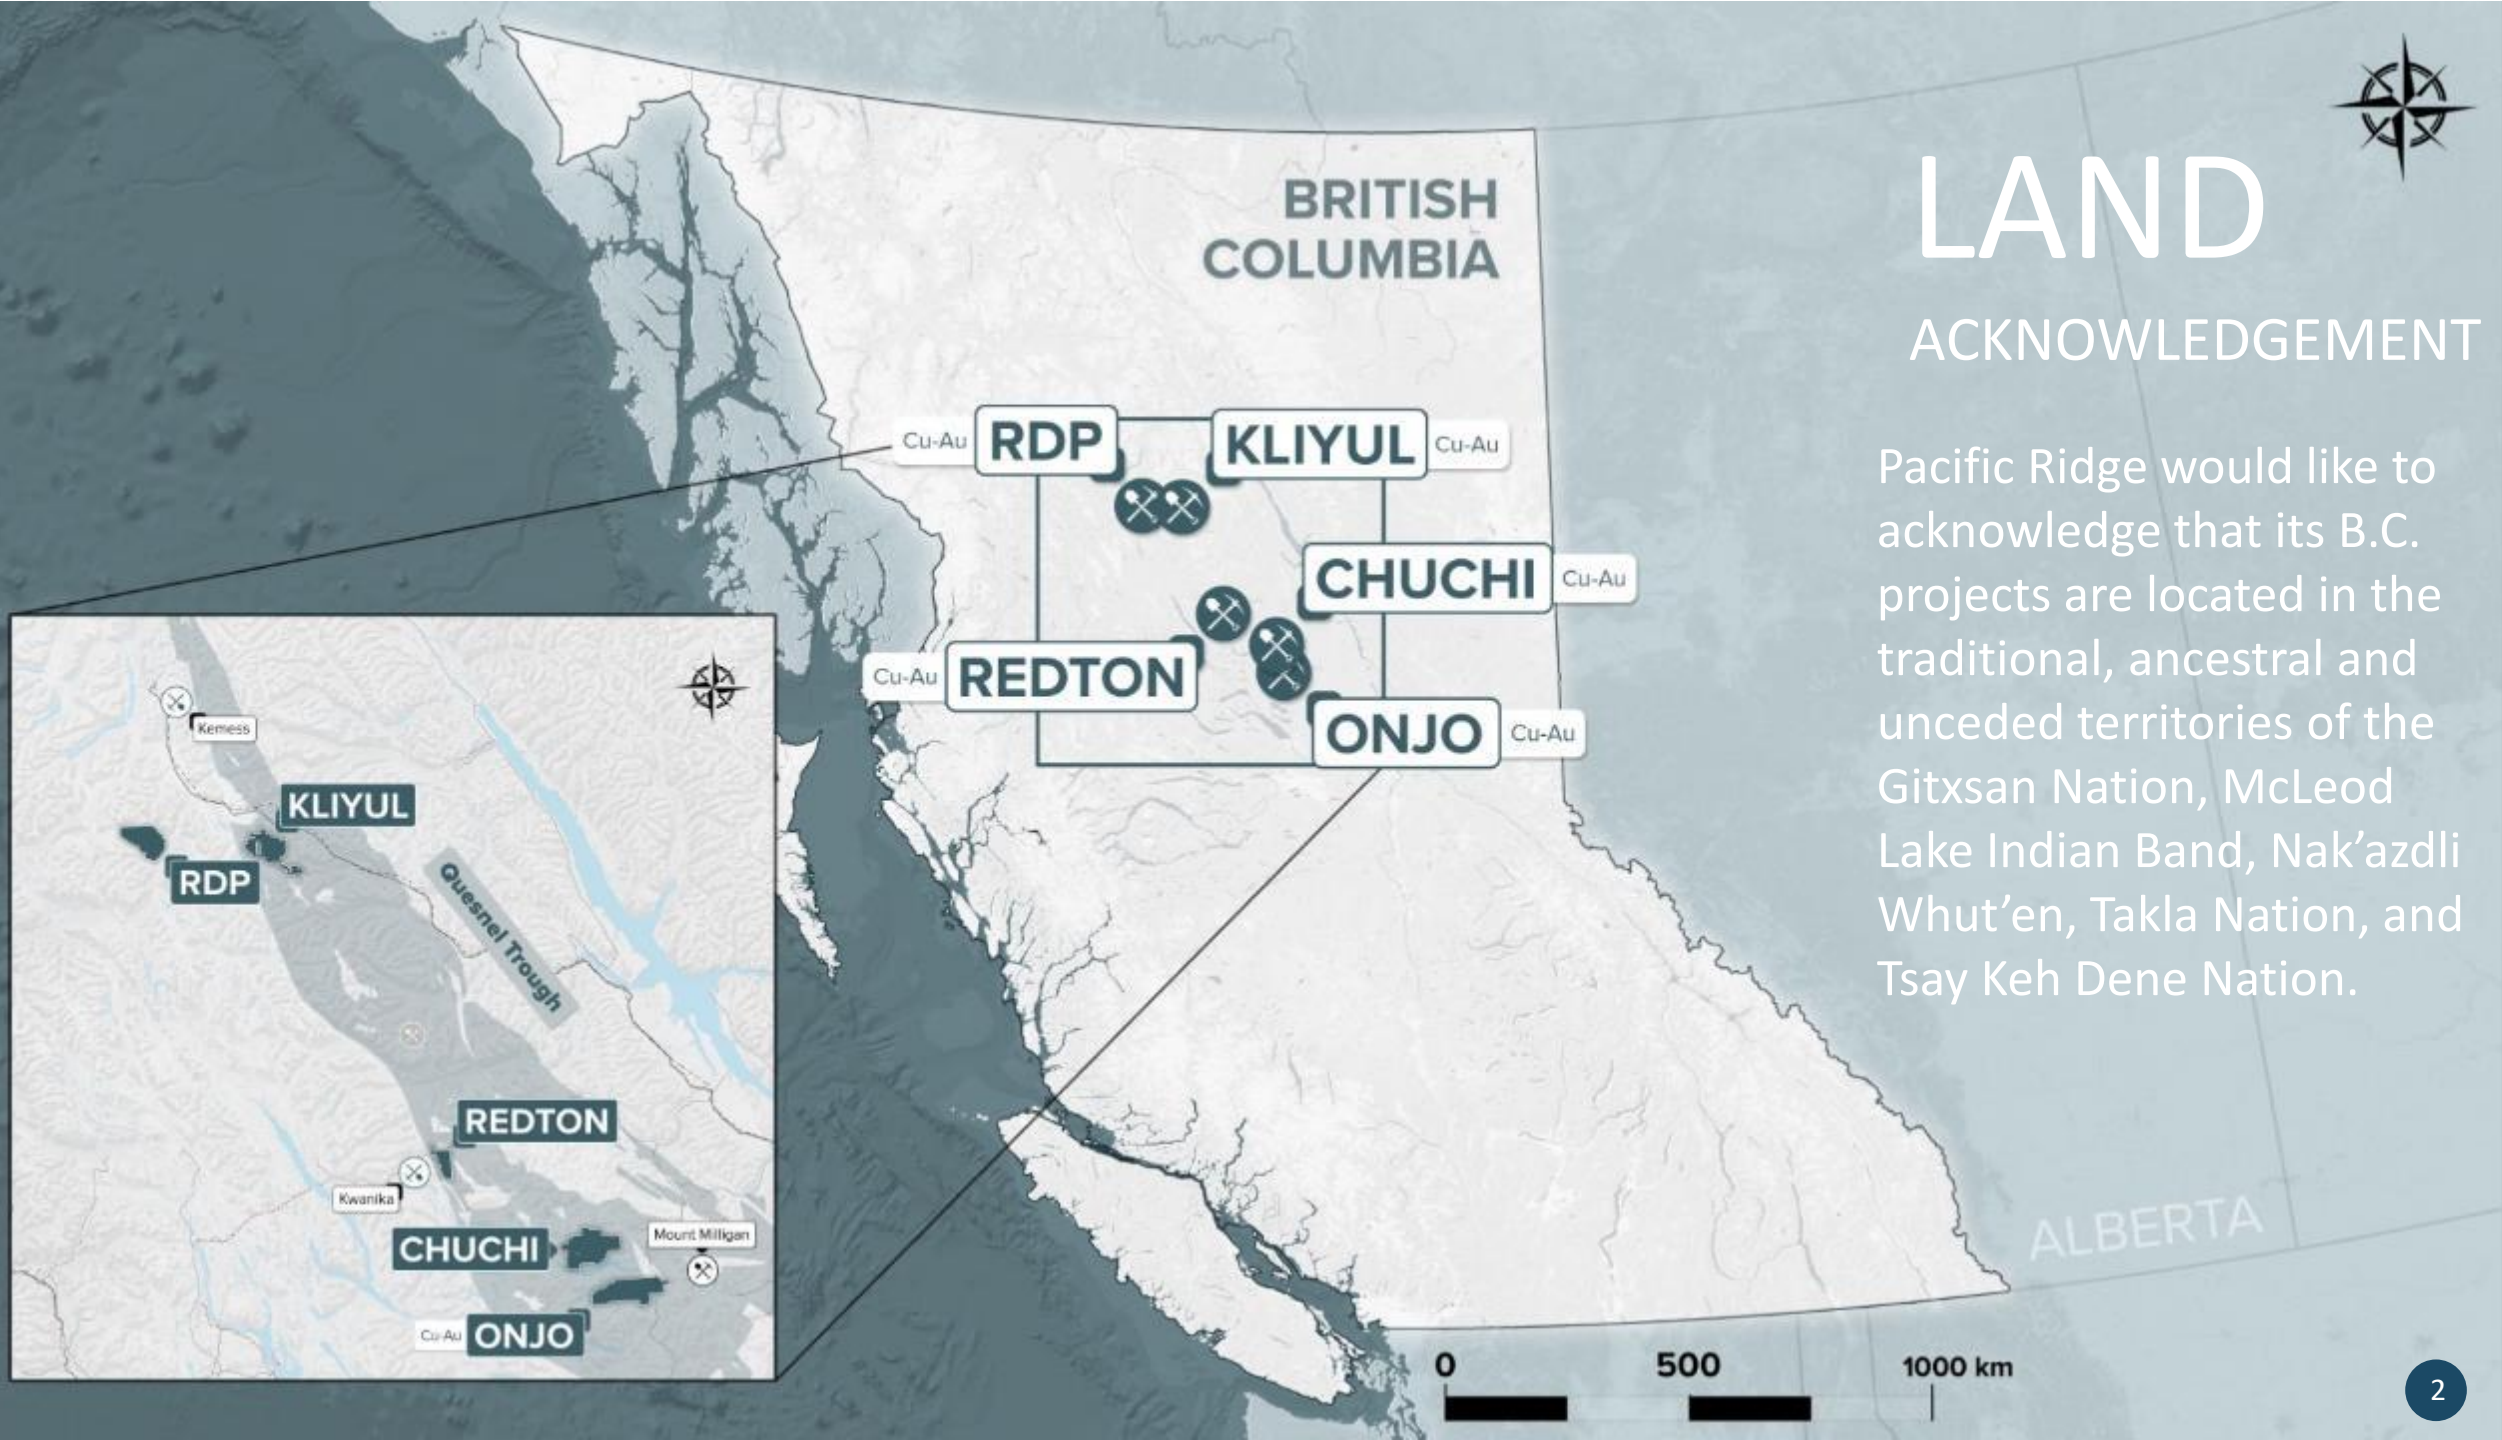 LAND
ACKNOWLEDGEMENT
Pacific Ridge would like to
acknowledge that its B.C.
projects are located in the
traditional, ancestral and
unceded territories of the
Gitxsan Nation, McLeod
Lake Indian Band, Nak’azdli
Whut’en, Takla Nation, and
Tsay Keh Dene Nation.
BRITISH
COLUMBIA
Cu-Au RDP
KLIYUL Cu-Au
CHUCHI Cu-Au
Cu-Au REDTON
ONJO Cu-Au
ALBERTA
Kemess
KLIYUL
RDP
Quesnel Trough
REDTON
Kwanika
CHUCHI
Mount Milligan
Cu-Au ONJO
0 500 1000 km
2